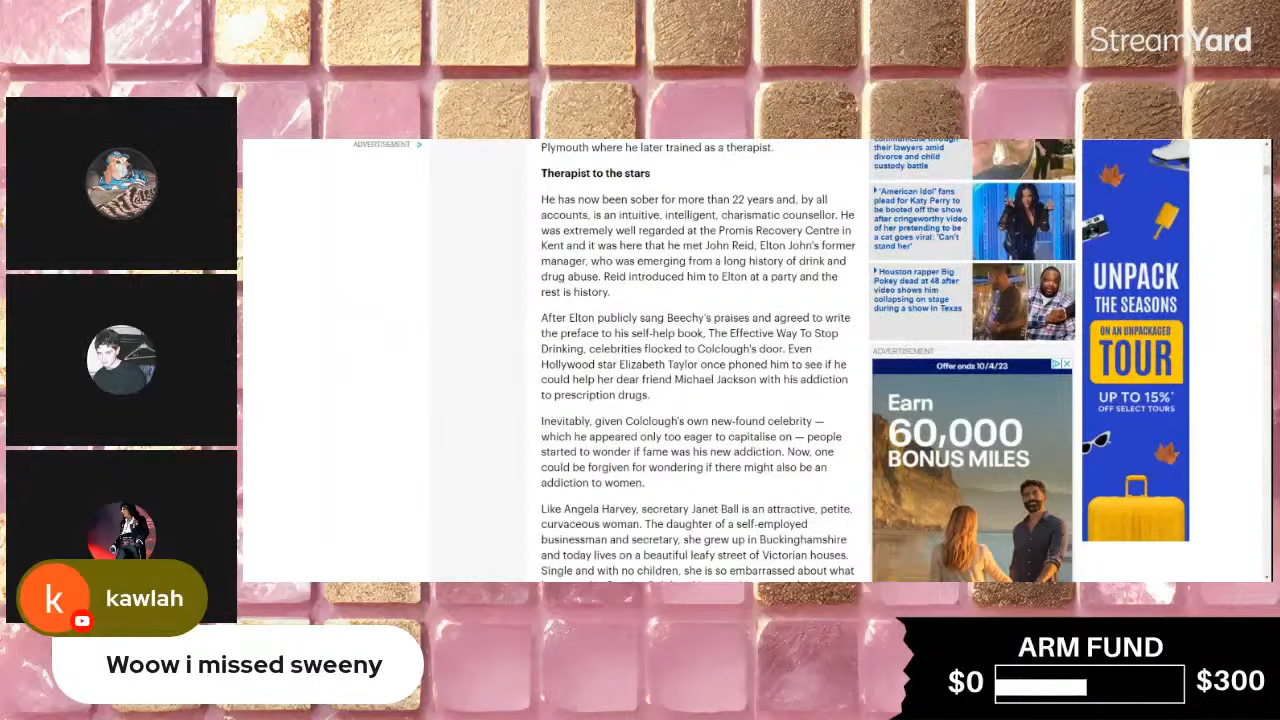 StreamYard
ADVERTISEMENT
Plymouth where he later trained as a therapist.
Therapist to the stars
He has now been sober for more than 22 years and, by all
accounts, is an intuitive, intelligent, charismatic counsellor. He
was extremely well regarded at the Promis Recovery Centre in
Kent and it was here that he met John Reid, Elton John's former
manager, who was emerging from a long history of drink and
drug abuse. Reid introduced him to Elton at a party and the
rest is history.
After Elton publicly sang Beechy's praises and agreed to write
the preface to his self-help book, The Effective Way To Stop
Drinking, celebrities flocked to Colclough's door. Even
Hollywood star Elizabeth Taylor once phoned him to see if he
could help her dear friend Michael Jackson with his addiction
to prescription drugs.
Inevitably, given Colclough's own new-found celebrity —
which he appeared only too eager to capitalise on — people
started to wonder if fame was his new addiction. Now, one
could be forgiven for wondering if there might also be an
addiction to women.
Like Angela Harvey, secretary Janet Ball is an attractive, petite,
curvaceous woman. The daughter of a self-employed
businessman and secretary, she grew up in Buckinghamshire
and today lives on a beautiful leafy street of Victorian houses.
Single and with no children, she is so embarrassed about what
communicate through
their lawyers amid
divorce and child
custody battle
'American Idol' fans
plead for Katy Perry to
be booted off the show
after cringeworthy video
of her pretending to be
a cat goes viral: 'Can't
stand her'
Houston rapper Big
Pokey dead at 48 after
video shows him
collapsing on stage
during a show in Texas
ADVERTISEMENT
Offer ends 10/4/23
Earn
60,000
BONUS MILES
UNPACK
THE SEASONS
ON AN UNPACKAGED
TOUR
UP TO 15%*
OFF SELECT TOURS
k
kawlah
Woow i missed sweeny
ARM FUND
$0
$300